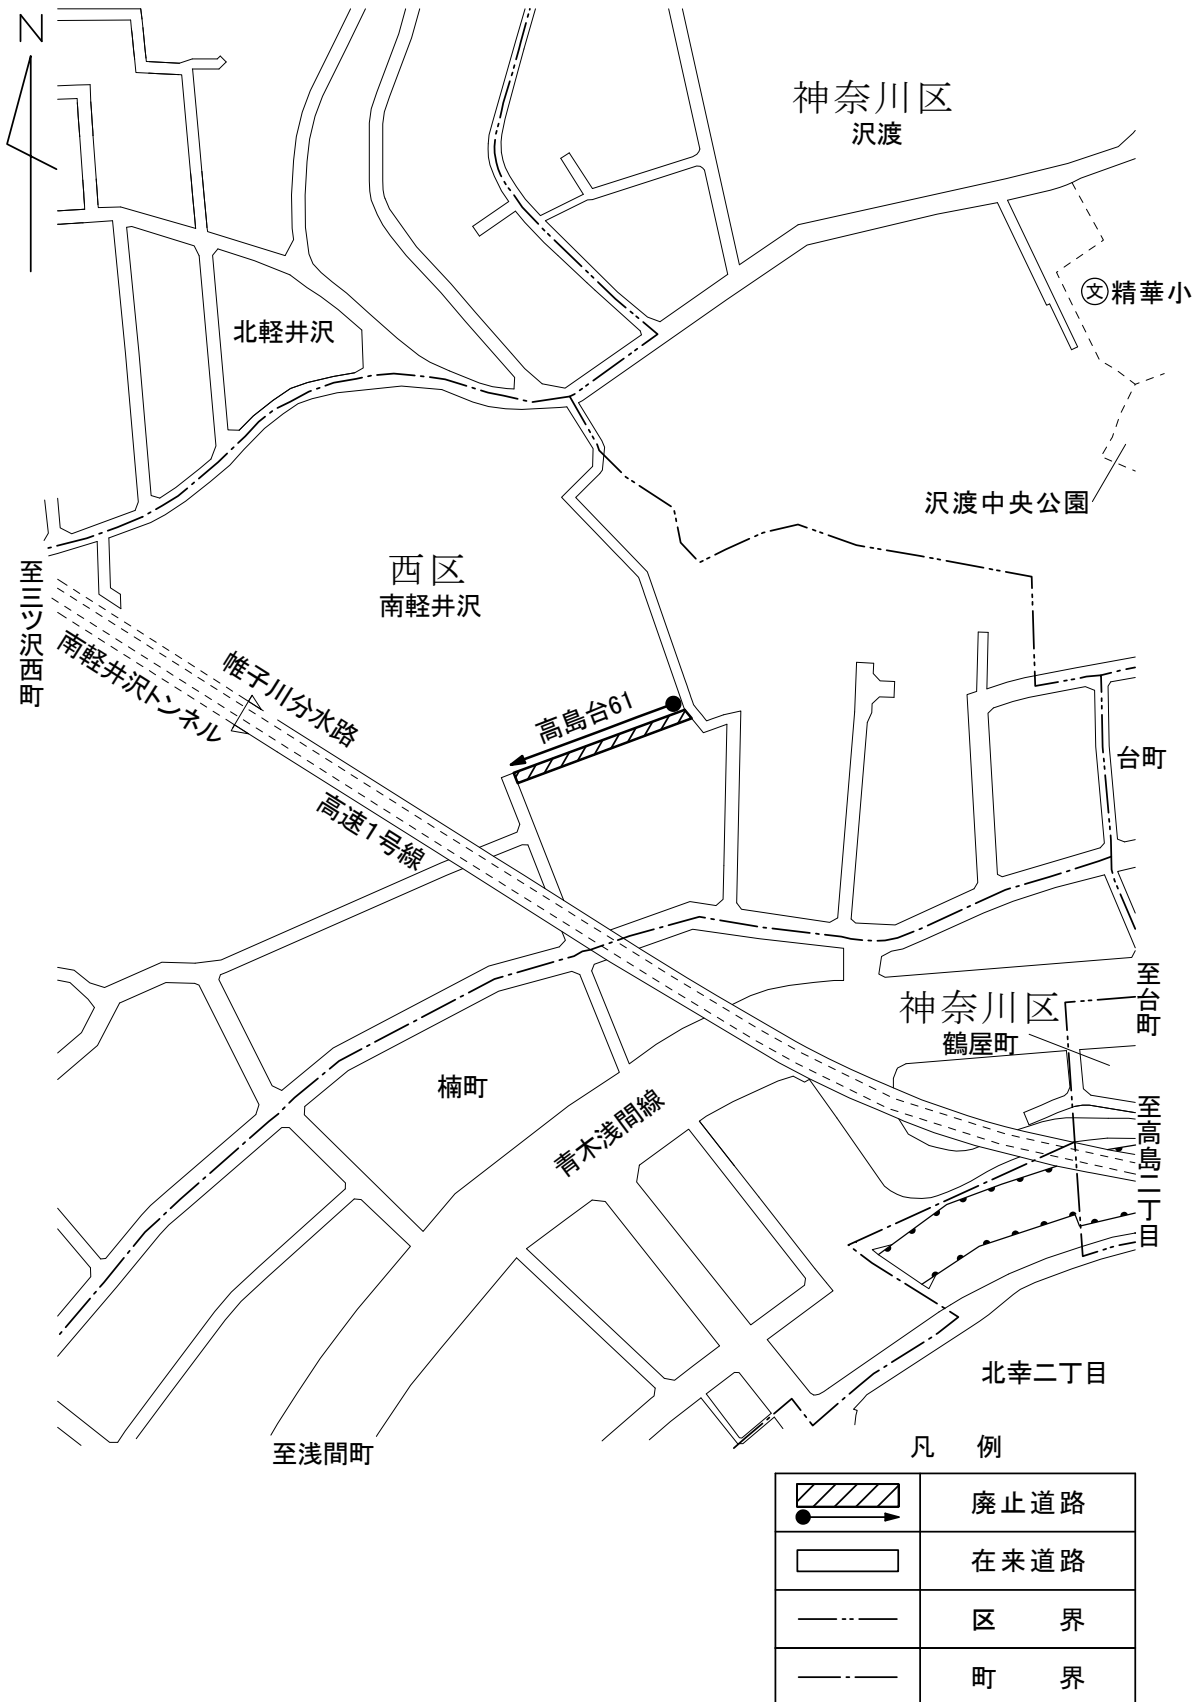 N
神奈川区
沢渡
文精華小
北軽井沢
沢渡中央公園
西区
南軽井沢
至三ツ沢西町
南軽井沢トンネル
帷子川分水路
高島台61
高速1号線
台町
至台町
神奈川区
鶴屋町
楠町
青木浅間線
至高島二丁目
北幸二丁目
至浅間町
凡 例
廃止道路
在来道路
区 界
町 界